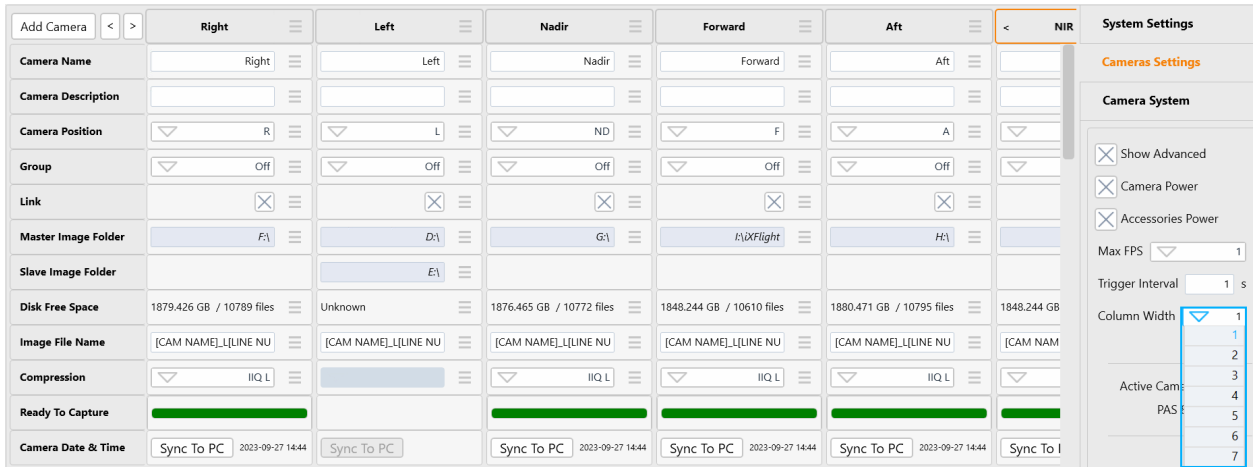 Add Camera < > Right Left Nadir Forward Aft < NIR System Settings
Camera Name Right Left Nadir Forward Aft Cameras Settings
Camera Description Camera System
Camera Position R L ND F A
Group Off Off Off Off Off Show Advanced
Link Camera Power
Accessories Power
Master Image Folder F:\ D:\ G:\ I:\iXFlight H:\ Max FPS 1
Slave Image Folder E:\ Trigger Interval 1 s
Disk Free Space 1879.426 GB / 10789 files Unknown 1876.465 GB / 10772 files 1848.244 GB / 10610 files 1880.471 GB / 10795 files 1848.244 GB Column Width 1
1
Image File Name [CAM NAME]_L[LINE NU [CAM NAME]_L[LINE NU [CAM NAME]_L[LINE NU [CAM NAME]_L[LINE NU [CAM NAME]_L[LINE NU [CAM NAM 2
Compression IIQ L IIQ L IIQ L IIQ L 3
Active Cam 4
Ready To Capture PAS 5
6
Camera Date & Time Sync To PC 2023-09-27 14:44 Sync To PC Sync To PC 2023-09-27 14:44 Sync To PC 2023-09-27 14:44 Sync To PC 2023-09-27 14:44 Sync To 7